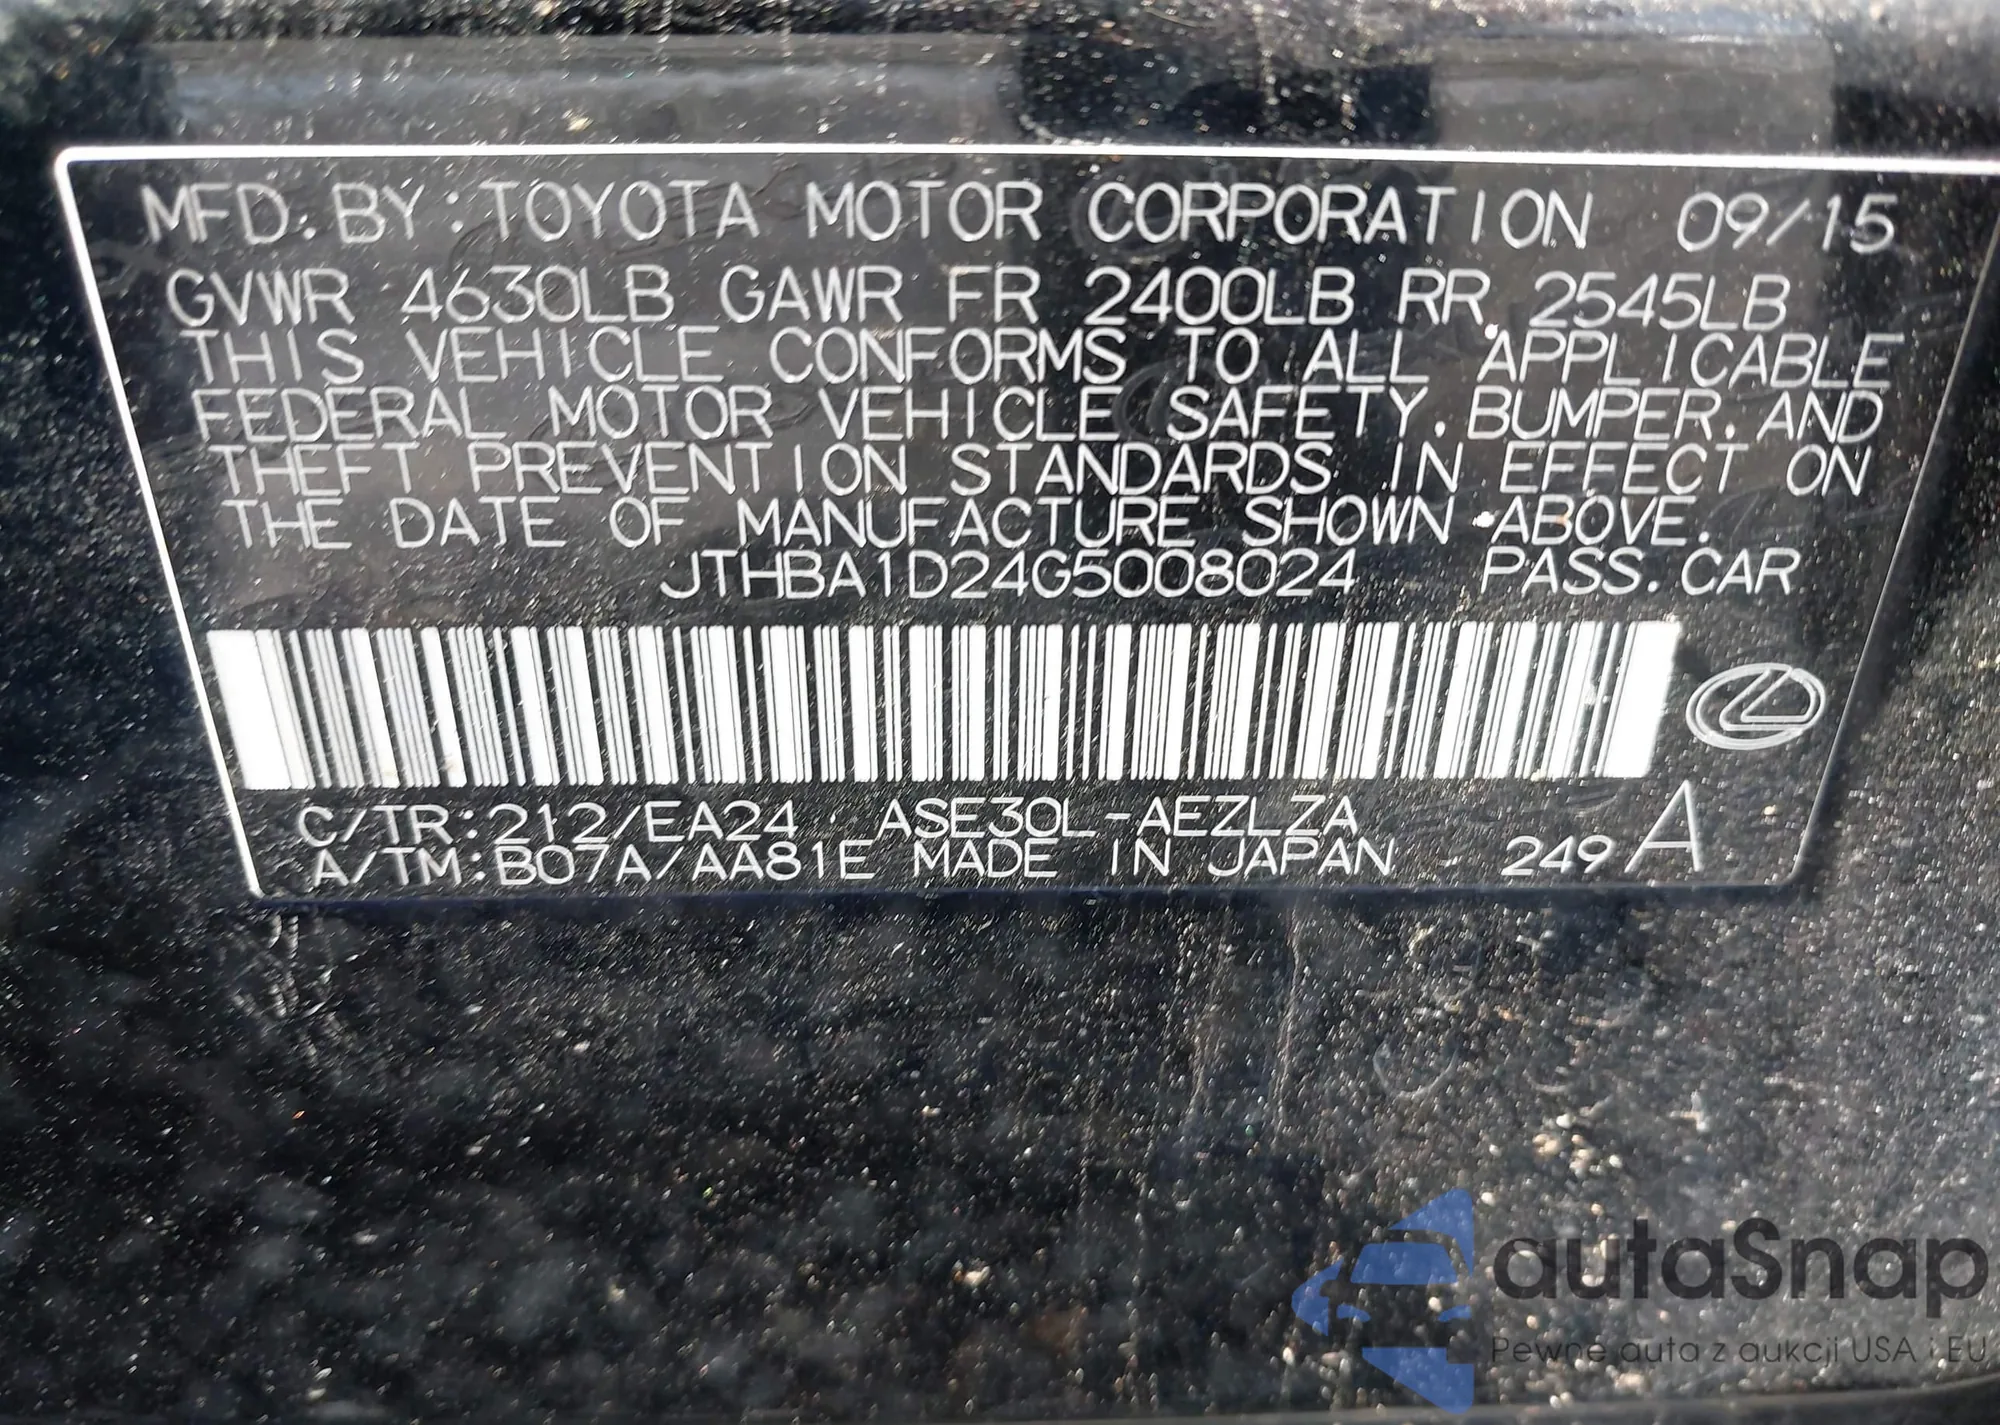 MFD. BY : TOYOTA MOTOR CORPORATION 09/15
GVWR 4630LB GAWR FR 2400LB RR 2545LB
THIS VEHICLE CONFORMS TO ALL APPLICABLE
FEDERAL MOTOR VEHICLE SAFETY, BUMPER, AND
THEFT PREVENTION STANDARDS IN EFFECT ON
THE DATE OF MANUFACTURE SHOWN ABOVE.
JTHBA1D24G5008024 PASS. CAR
C/TR:212/EA24 ASE30L-AEZLZA
A/TM:B07A/AA81E MADE IN JAPAN 249 A
autaSnap
Pewne auta z aukcji USA i EU